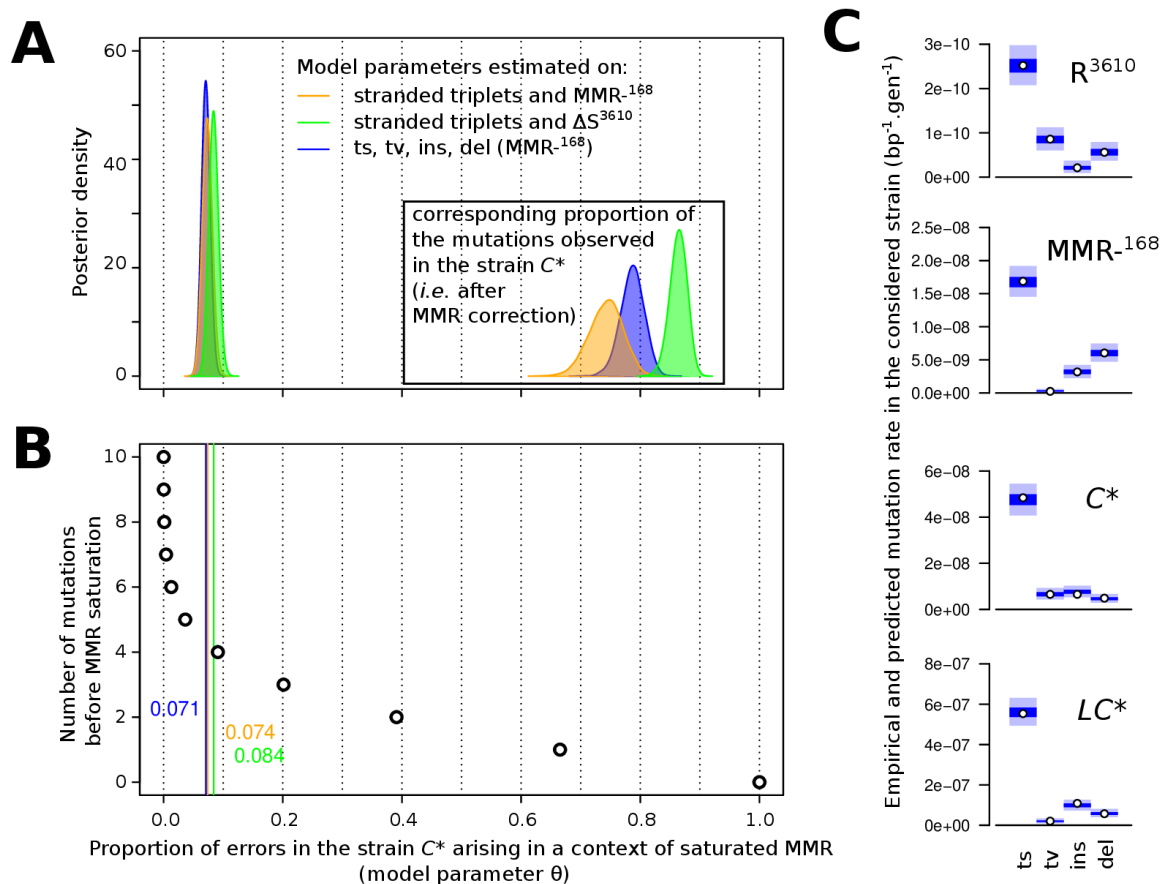 A
60
40
20
0
Posterior density
Model parameters estimated on:
stranded triplets and MMR-¹⁶⁸
stranded triplets and ΔS³⁶¹⁰
ts, tv, ins, del (MMR-¹⁶⁸)
corresponding proportion of
the mutations observed
in the strain C*
(i.e. after
MMR correction)
B
10
8
6
4
2
0
Number of mutations
before MMR saturation
0.071
0.074
0.084
0.0 0.2 0.4 0.6 0.8 1.0
Proportion of errors in the strain C* arising in a context of saturated MMR
(model parameter θ)
C
Empirical and predicted mutation rate in the considered strain (bp⁻¹.gen⁻¹)
3e-10
2e-10
1e-10
0e+00
R³⁶¹⁰
2.5e-08
2.0e-08
1.5e-08
1.0e-08
5.0e-09
0.0e+00
MMR-¹⁶⁸
6e-08
4e-08
2e-08
0e+00
C*
8e-07
6e-07
4e-07
2e-07
0e+00
LC*
ts tv ins del